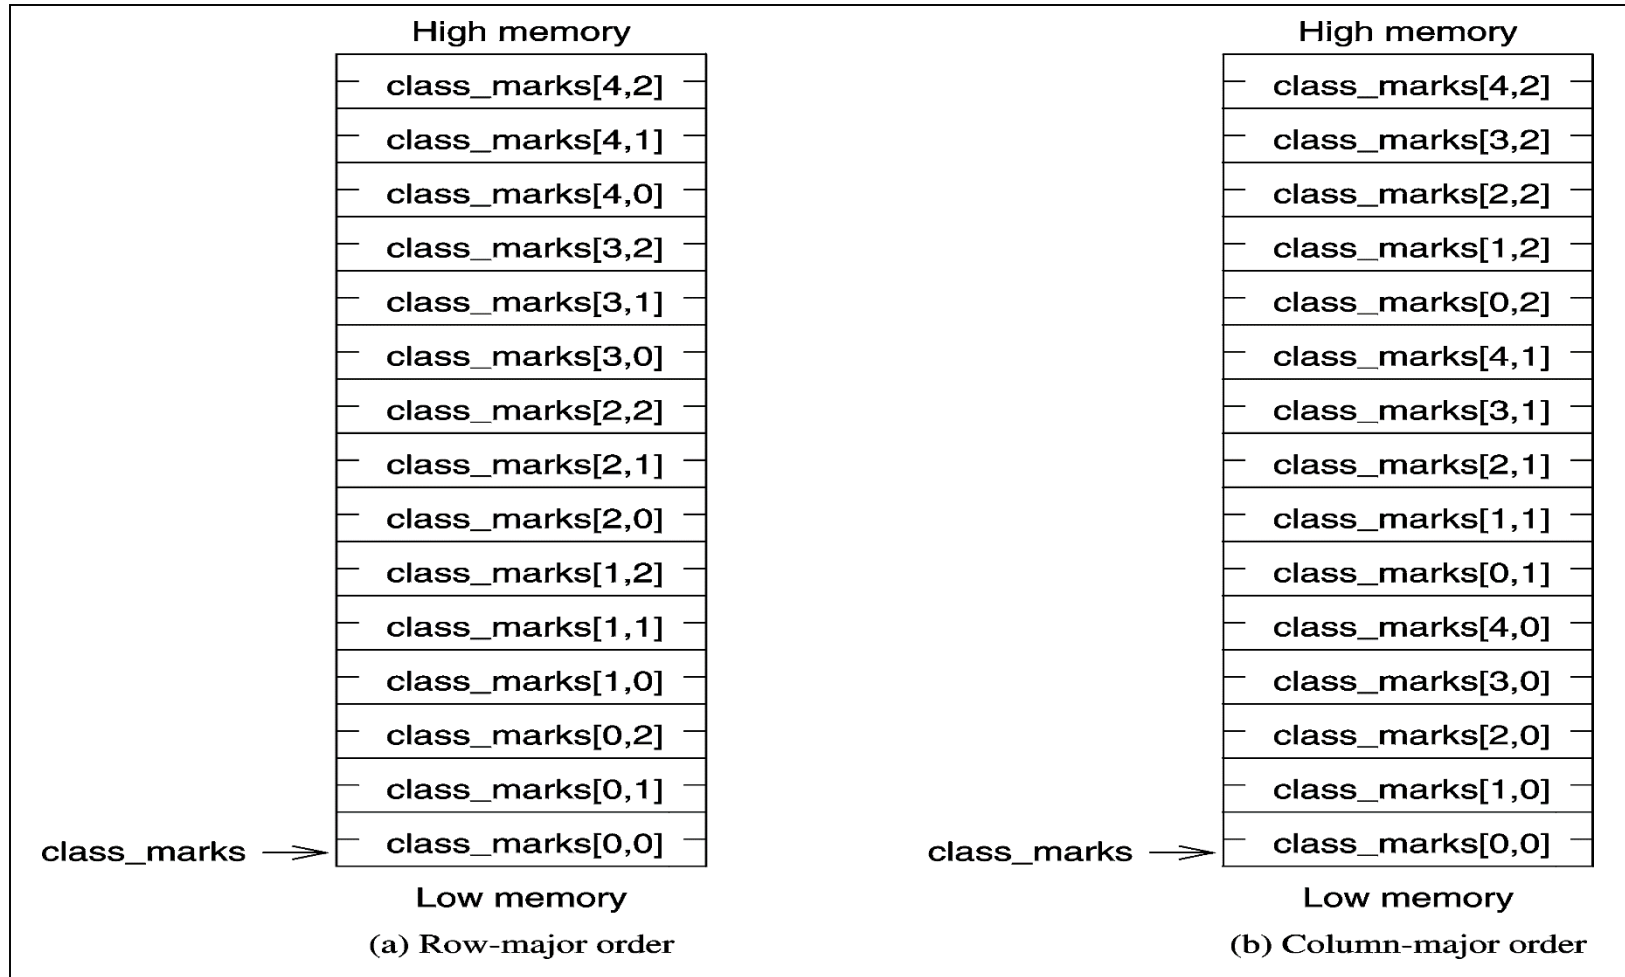 High memory
class_marks[4,2]
class_marks[4,1]
class_marks[4,0]
class_marks[3,2]
class_marks[3,1]
class_marks[3,0]
class_marks[2,2]
class_marks[2,1]
class_marks[2,0]
class_marks[1,2]
class_marks[1,1]
class_marks[1,0]
class_marks[0,2]
class_marks[0,1]
class_marks
class_marks[0,0]
Low memory
(a) Row-major order
High memory
class_marks[4,2]
class_marks[3,2]
class_marks[2,2]
class_marks[1,2]
class_marks[0,2]
class_marks[4,1]
class_marks[3,1]
class_marks[2,1]
class_marks[1,1]
class_marks[0,1]
class_marks[4,0]
class_marks[3,0]
class_marks[2,0]
class_marks[1,0]
class_marks
class_marks[0,0]
Low memory
(b) Column-major order